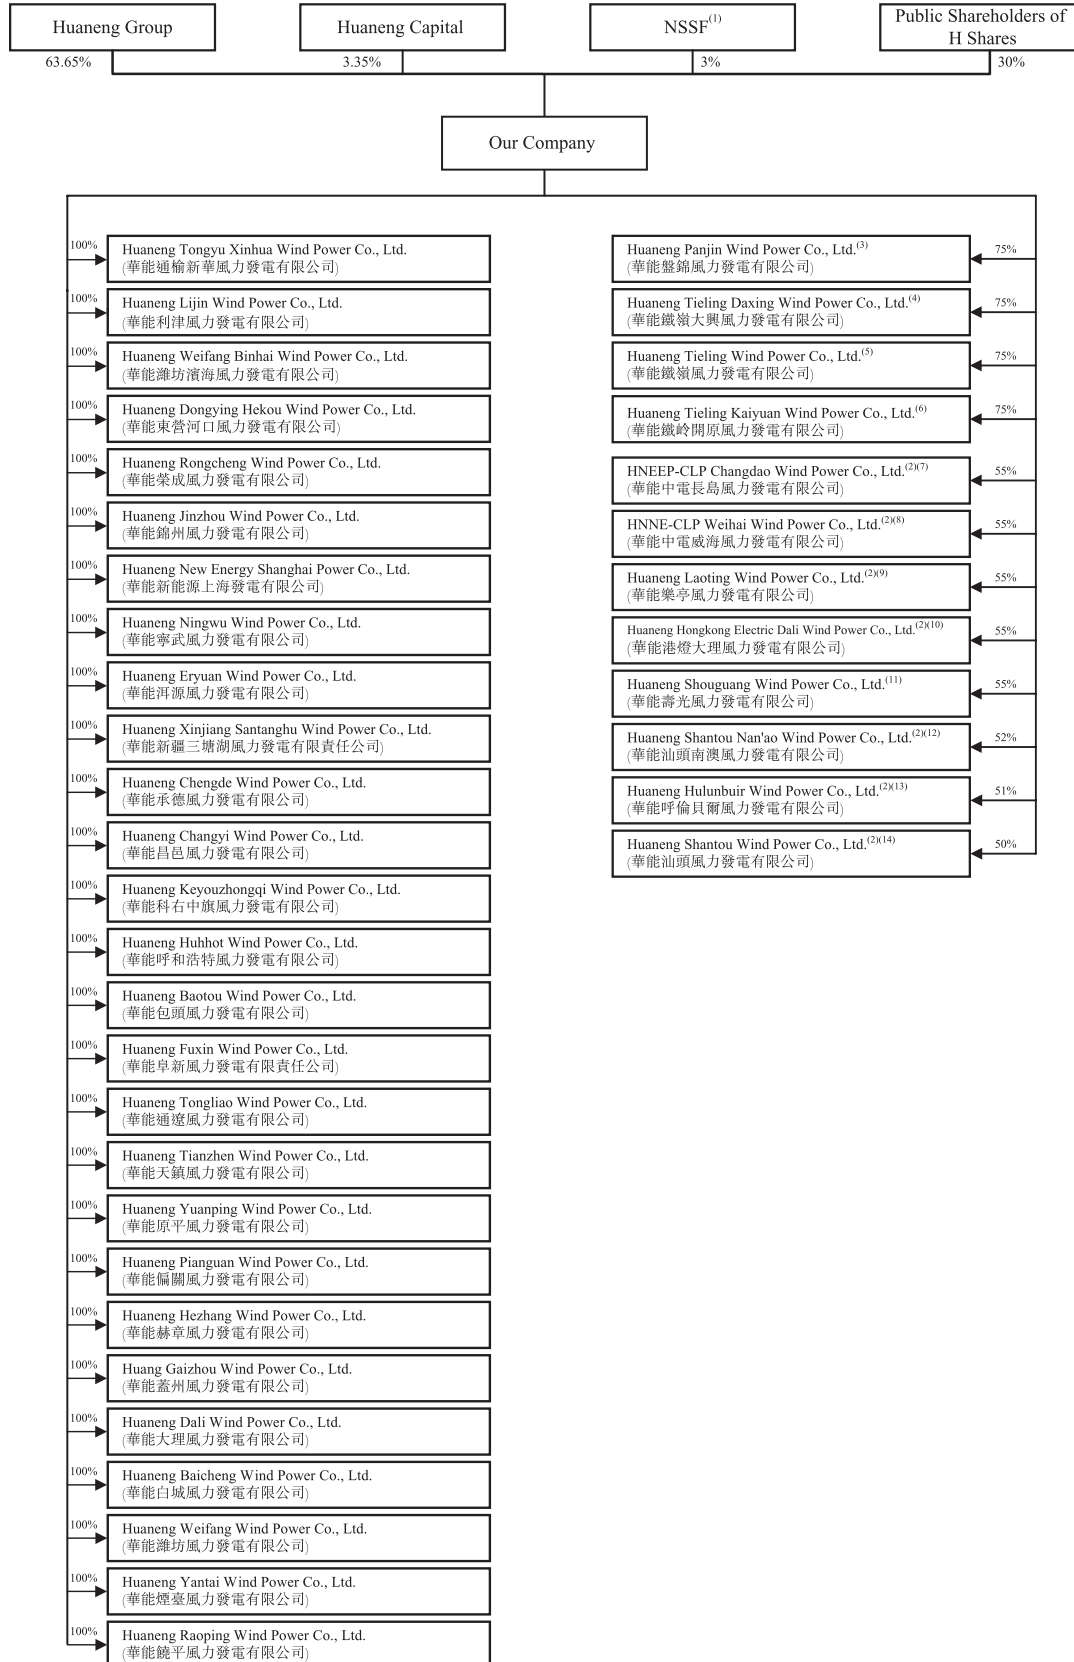 Huaneng Group
Huaneng Capital
NSSF(1)
Public Shareholders of
H Shares
63.65%
3.35%
3%
30%
Our Company
100%
Huaneng Tongyu Xinhua Wind Power Co., Ltd.
(華能通榆新華風力發電有限公司)
100%
Huaneng Lijin Wind Power Co., Ltd.
(華能利津風力發電有限公司)
100%
Huaneng Weifang Binhai Wind Power Co., Ltd.
(華能濰坊濱海風力發電有限公司)
100%
Huaneng Dongying Hekou Wind Power Co., Ltd.
(華能東營河口風力發電有限公司)
100%
Huaneng Rongcheng Wind Power Co., Ltd.
(華能榮成風力發電有限公司)
100%
Huaneng Jinzhou Wind Power Co., Ltd.
(華能錦州風力發電有限公司)
100%
Huaneng New Energy Shanghai Power Co., Ltd.
(華能新能源上海發電有限公司)
100%
Huaneng Ningwu Wind Power Co., Ltd.
(華能寧武風力發電有限公司)
100%
Huaneng Eryuan Wind Power Co., Ltd.
(華能洱源風力發電有限公司)
100%
Huaneng Xinjiang Santanghu Wind Power Co., Ltd.
(華能新疆三塘湖風力發電有限責任公司)
100%
Huaneng Chengde Wind Power Co., Ltd.
(華能承德風力發電有限公司)
100%
Huaneng Changyi Wind Power Co., Ltd.
(華能昌邑風力發電有限公司)
100%
Huaneng Keyouzhongqi Wind Power Co., Ltd.
(華能科右中旗風力發電有限公司)
100%
Huaneng Huhhot Wind Power Co., Ltd.
(華能呼和浩特風力發電有限公司)
100%
Huaneng Baotou Wind Power Co., Ltd.
(華能包頭風力發電有限公司)
100%
Huaneng Fuxin Wind Power Co., Ltd.
(華能阜新風力發電有限責任公司)
100%
Huaneng Tongliao Wind Power Co., Ltd.
(華能通遼風力發電有限公司)
100%
Huaneng Tianzhen Wind Power Co., Ltd.
(華能天鎮風力發電有限公司)
100%
Huaneng Yuanping Wind Power Co., Ltd.
(華能原平風力發電有限公司)
100%
Huaneng Pianguan Wind Power Co., Ltd.
(華能偏關風力發電有限公司)
100%
Huaneng Hezhang Wind Power Co., Ltd.
(華能赫章風力發電有限公司)
100%
Huang Gaizhou Wind Power Co., Ltd.
(華能蓋州風力發電有限公司)
100%
Huaneng Dali Wind Power Co., Ltd.
(華能大理風力發電有限公司)
100%
Huaneng Baicheng Wind Power Co., Ltd.
(華能白城風力發電有限公司)
100%
Huaneng Weifang Wind Power Co., Ltd.
(華能濰坊風力發電有限公司)
100%
Huaneng Yantai Wind Power Co., Ltd.
(華能煙臺風力發電有限公司)
100%
Huaneng Raoping Wind Power Co., Ltd.
(華能饒平風力發電有限公司)
Huaneng Panjin Wind Power Co., Ltd.(3)
(華能盤錦風力發電有限公司)
75%
Huaneng Tieling Daxing Wind Power Co., Ltd.(4)
(華能鐵嶺大興風力發電有限公司)
75%
Huaneng Tieling Wind Power Co., Ltd.(5)
(華能鐵嶺風力發電有限公司)
75%
Huaneng Tieling Kaiyuan Wind Power Co., Ltd.(6)
(華能鐵岭開原風力發電有限公司)
75%
HNEEP-CLP Changdao Wind Power Co., Ltd.(2)(7)
(華能中電長島風力發電有限公司)
55%
HNNE-CLP Weihai Wind Power Co., Ltd.(2)(8)
(華能中電威海風力發電有限公司)
55%
Huaneng Laoting Wind Power Co., Ltd.(2)(9)
(華能樂亭風力發電有限公司)
55%
Huaneng Hongkong Electric Dali Wind Power Co., Ltd.(2)(10)
(華能港燈大理風力發電有限公司)
55%
Huaneng Shouguang Wind Power Co., Ltd.(11)
(華能壽光風力發電有限公司)
55%
Huaneng Shantou Nan'ao Wind Power Co., Ltd.(2)(12)
(華能汕頭南澳風力發電有限公司)
52%
Huaneng Hulunbuir Wind Power Co., Ltd.(2)(13)
(華能呼倫貝爾風力發電有限公司)
51%
Huaneng Shantou Wind Power Co., Ltd.(2)(14)
(華能汕頭風力發電有限公司)
50%